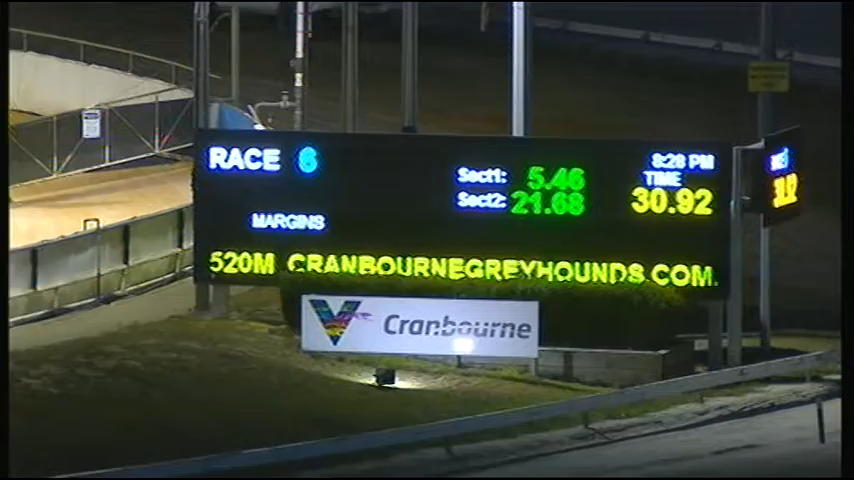 RACE 6
8:28 PM
Sect1: 5.46
TIME
Sect2: 21.68
30.92
MARGINS
520M CRANBOURNEGREYHOUNDS.COM.
Cranbourne